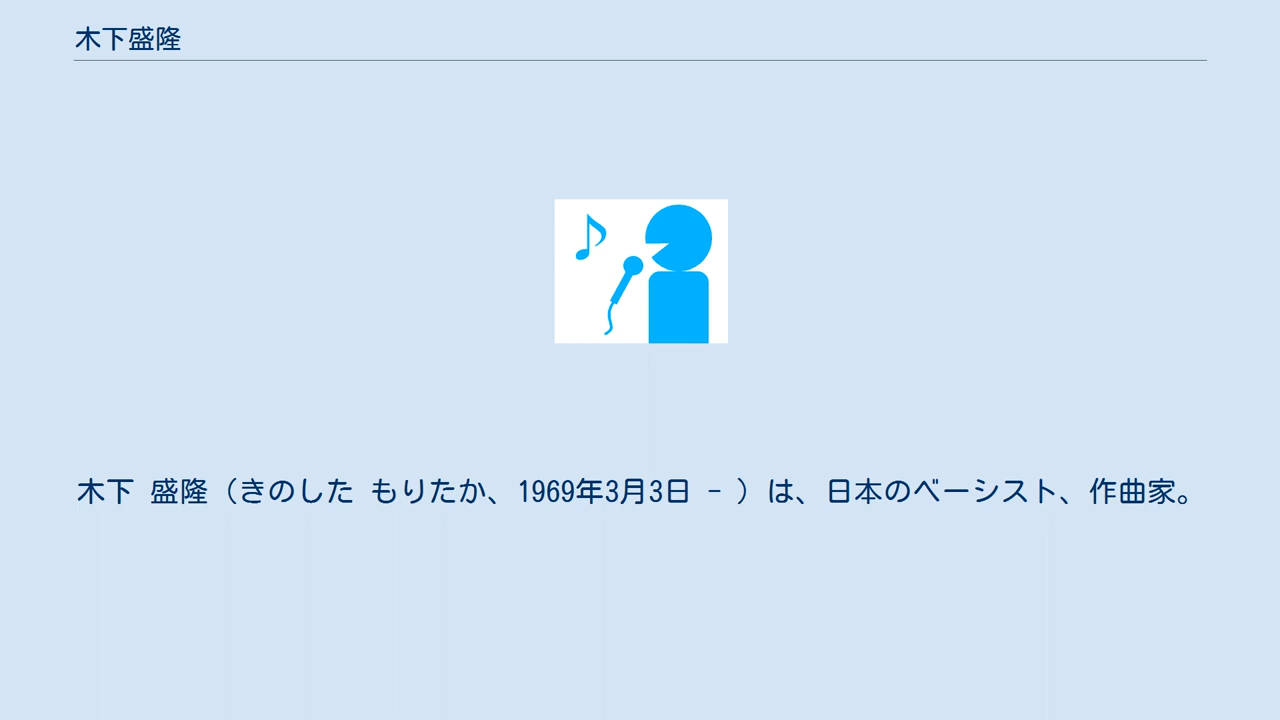 木下盛隆
木下 盛隆（きのした もりたか、1969年3月3日 - ）は、日本のベーシスト、作曲家。